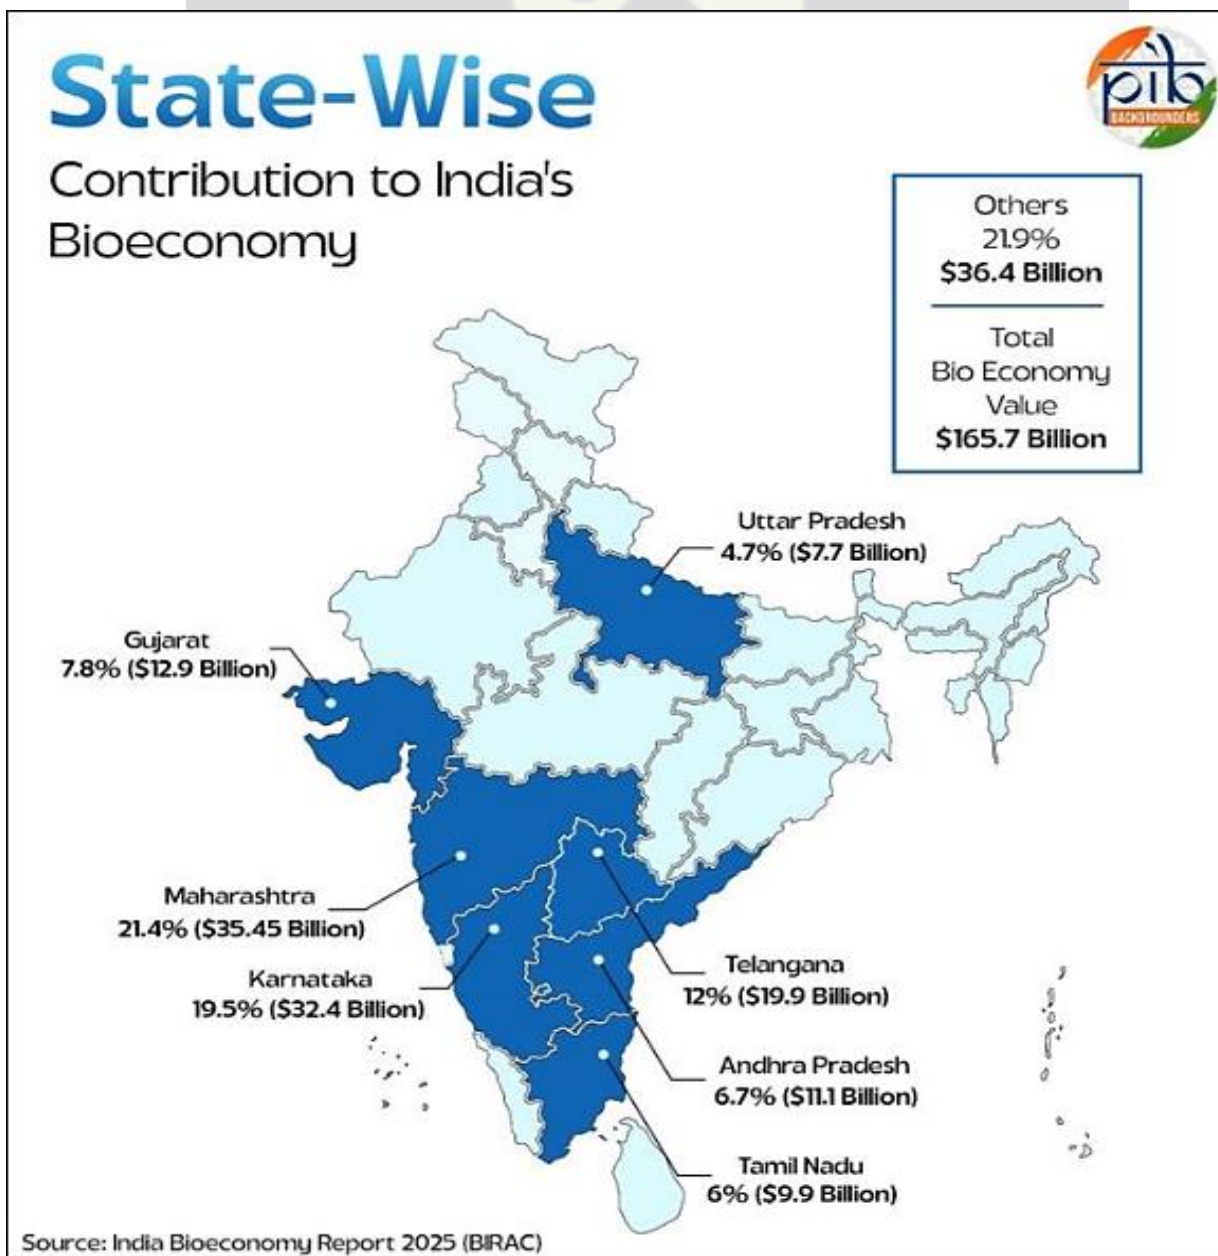 State-Wise
Contribution to India's
Bioeconomy
pib
BACKGROUNDERS
Others
21.9%
$36.4 Billion
Total
Bio Economy
Value
$165.7 Billion
Uttar Pradesh
4.7% ($7.7 Billion)
Gujarat
7.8% ($12.9 Billion)
Maharashtra
21.4% ($35.45 Billion)
Karnataka
19.5% ($32.4 Billion)
Telangana
12% ($19.9 Billion)
Andhra Pradesh
6.7% ($11.1 Billion)
Tamil Nadu
6% ($9.9 Billion)
Source: India Bioeconomy Report 2025 (BIRAC)